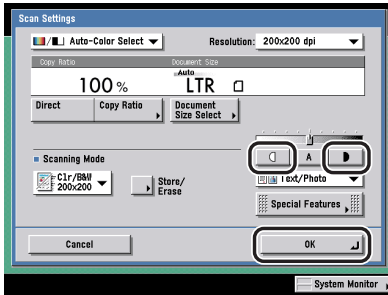 Scan Settings
Auto-Color Select
Resolution: 200x200 dpi
Copy Ratio
Document Size
100 %
Auto
LTR
Direct
Copy Ratio
Document
Size Select
A
Scanning Mode
Clr/B&W
200x200
Store/
Erase
Text/Photo
Special Features
Cancel
OK
System Monitor